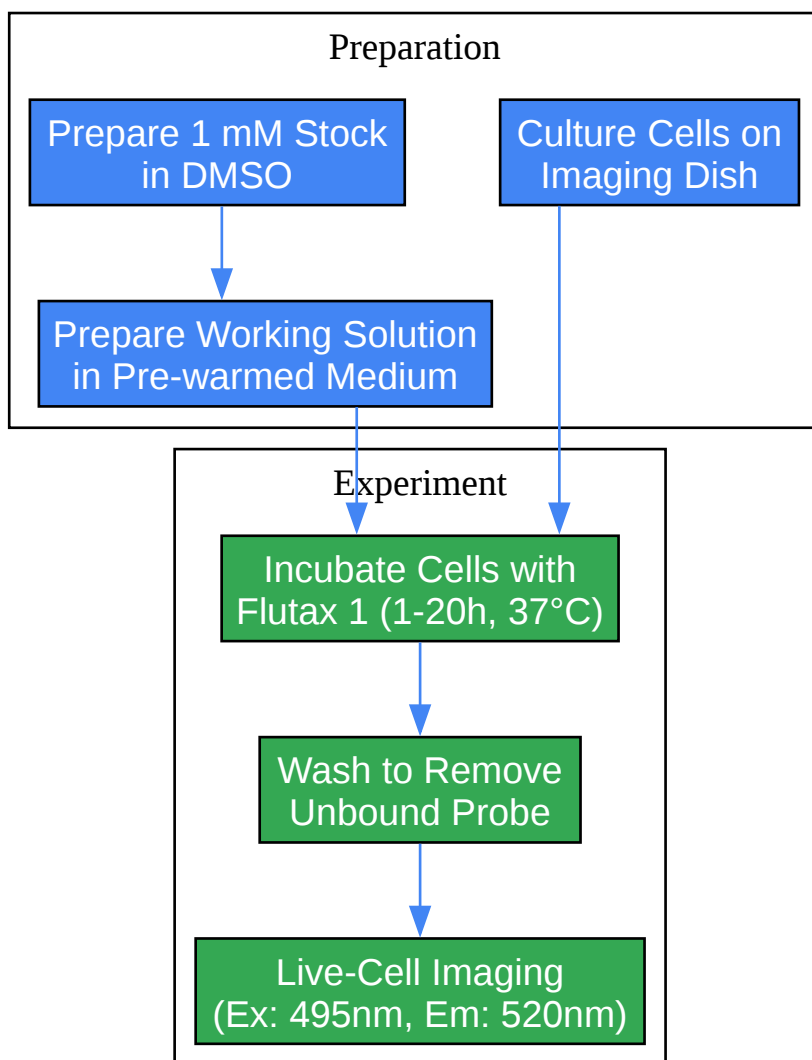 Preparation
Prepare 1 mM Stock
in DMSO
Culture Cells on
Imaging Dish
Prepare Working Solution
in Pre-warmed Medium
Experiment
Incubate Cells with
Flutax 1 (1-20h, 37°C)
Wash to Remove
Unbound Probe
Live-Cell Imaging
(Ex: 495nm, Em: 520nm)